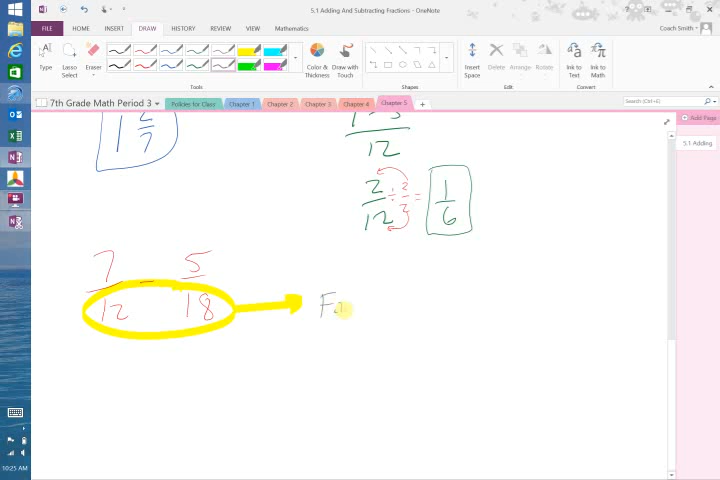 5.1 Adding And Subtracting Fractions - OneNote
FILE HOME INSERT DRAW HISTORY REVIEW VIEW Mathematics
Coach Smith
Type Lasso Select Eraser
Color & Thickness Draw with Touch
Insert Space Delete Arrange Rotate
Ink to Text Ink to Math
Tools Shapes Edit Convert
7th Grade Math Period 3 Policies for Class Chapter 1 Chapter 2 Chapter 3 Chapter 4 Chapter 5
Search (Ctrl+E)
Add Page
5.1 Adding
1 2/7
12
2/12 ÷ 2/2 = 1/6
7/12 - 5/18
Fa
10:25 AM